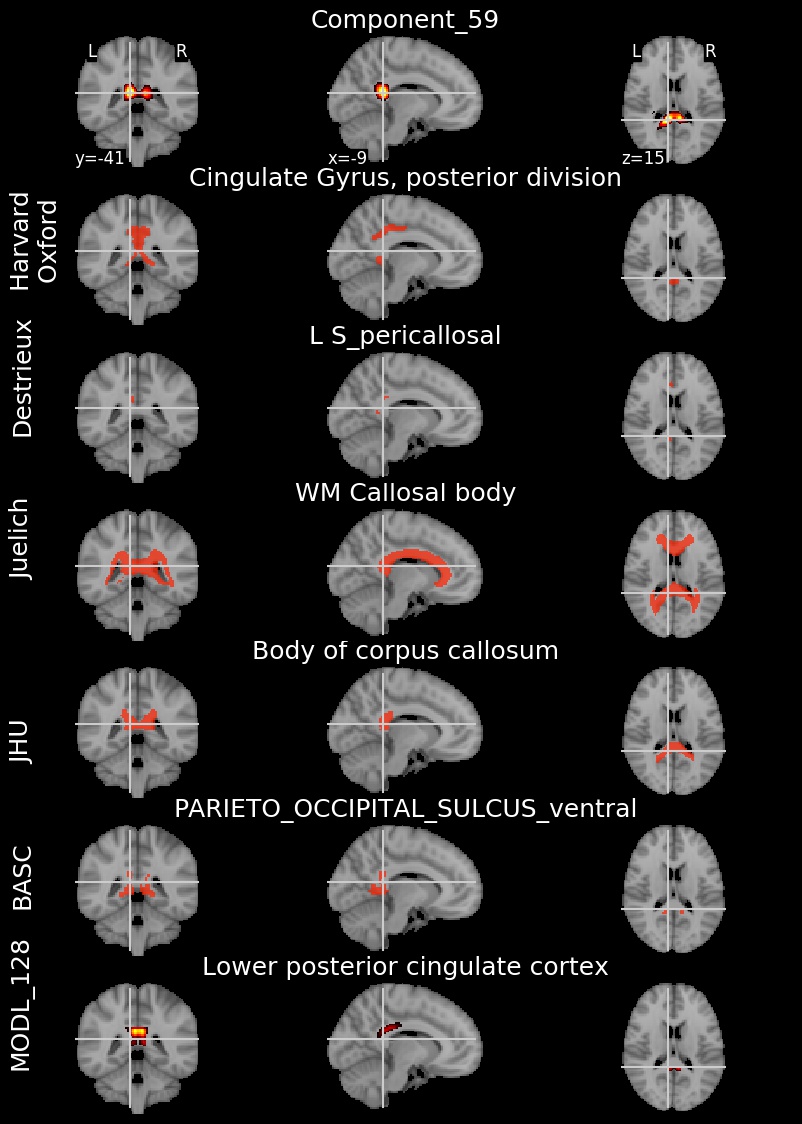 Component_59
L R L R
y=-41 x=-9 z=15
Cingulate Gyrus, posterior division
Harvard
Oxford
L S_pericallosal
Destrieux
WM Callosal body
Juelich
Body of corpus callosum
JHU
PARIETO_OCCIPITAL_SULCUS_ventral
BASC
Lower posterior cingulate cortex
MODL_128